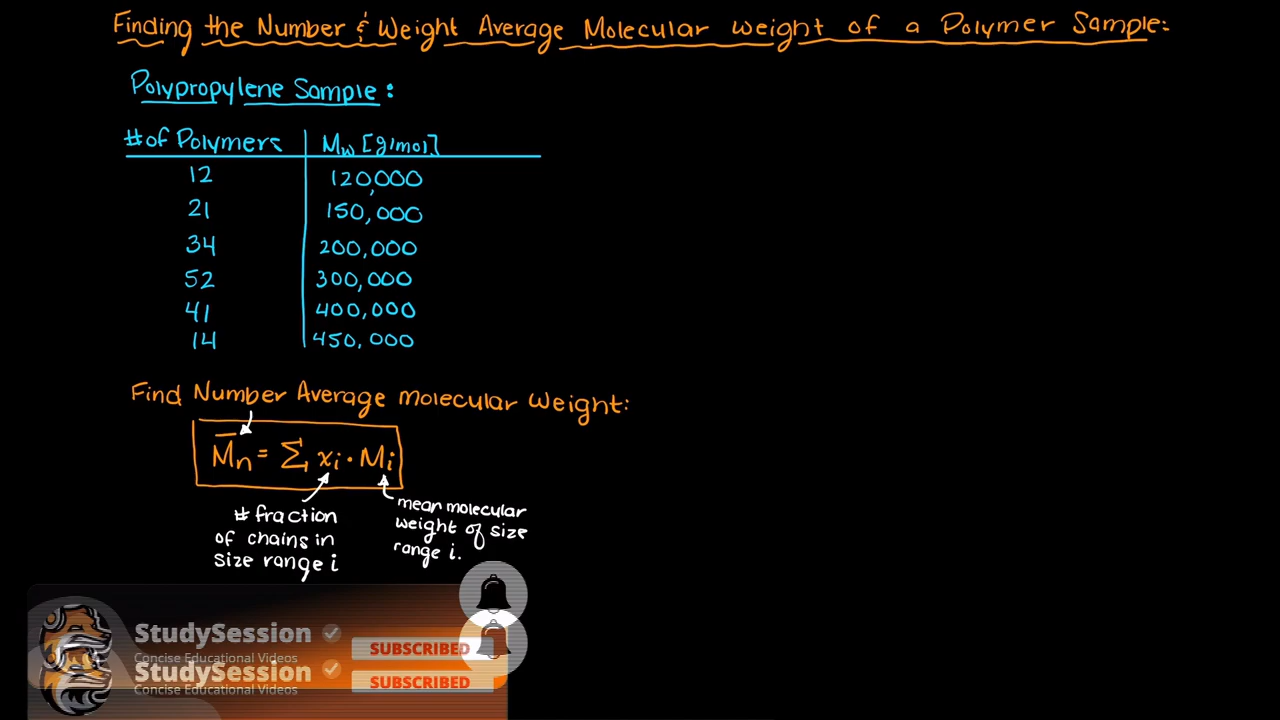 Finding the Number & Weight Average Molecular weight of a Polymer Sample:
Polypropylene Sample:
# of Polymers Mw [g/mol]
12 120,000
21 150,000
34 200,000
52 300,000
41 400,000
14 450,000
Find Number Average molecular weight:
M̅n = Σ xi · Mi
# fraction
of chains in
size range i
mean molecular
weight of size
range i.
StudySession
Concise Educational Videos
SUBSCRIBED
StudySession
Concise Educational Videos
SUBSCRIBED